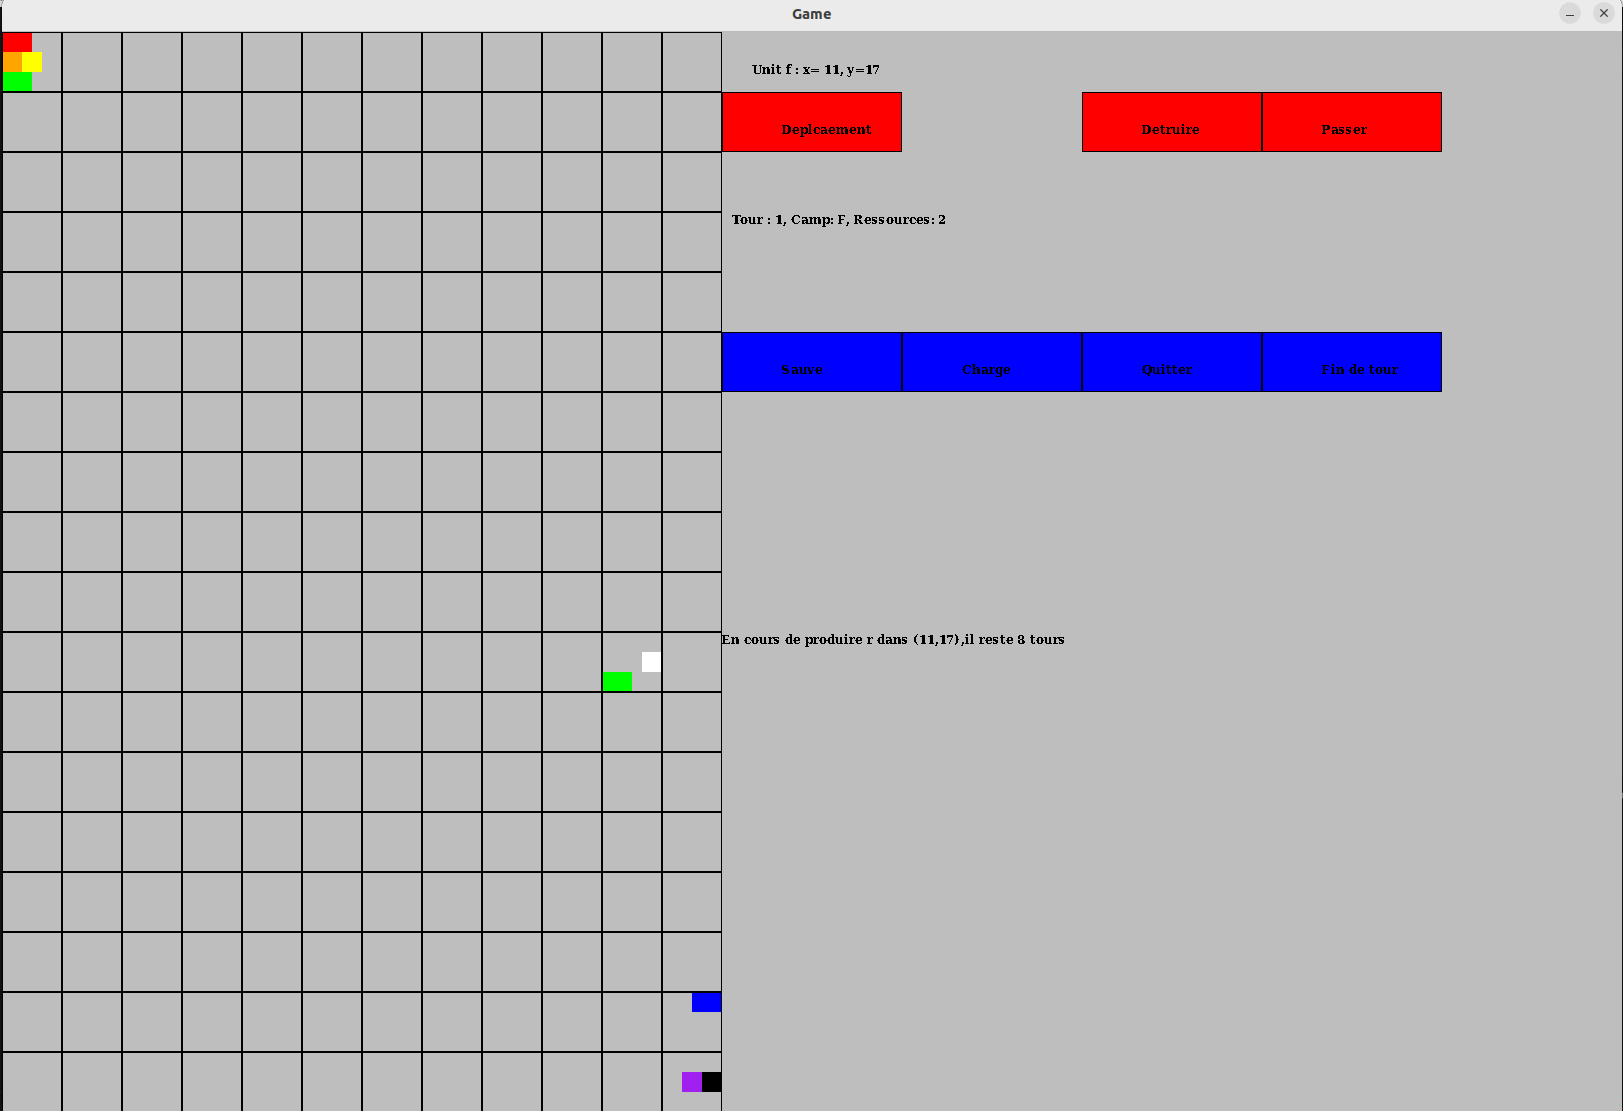 Game
Unit f : x= 11, y=17
Deplcaement Detruire Passer
Tour : 1, Camp: F, Ressources: 2
Sauve Charge Quitter Fin de tour
En cours de produire r dans (11,17),il reste 8 tours